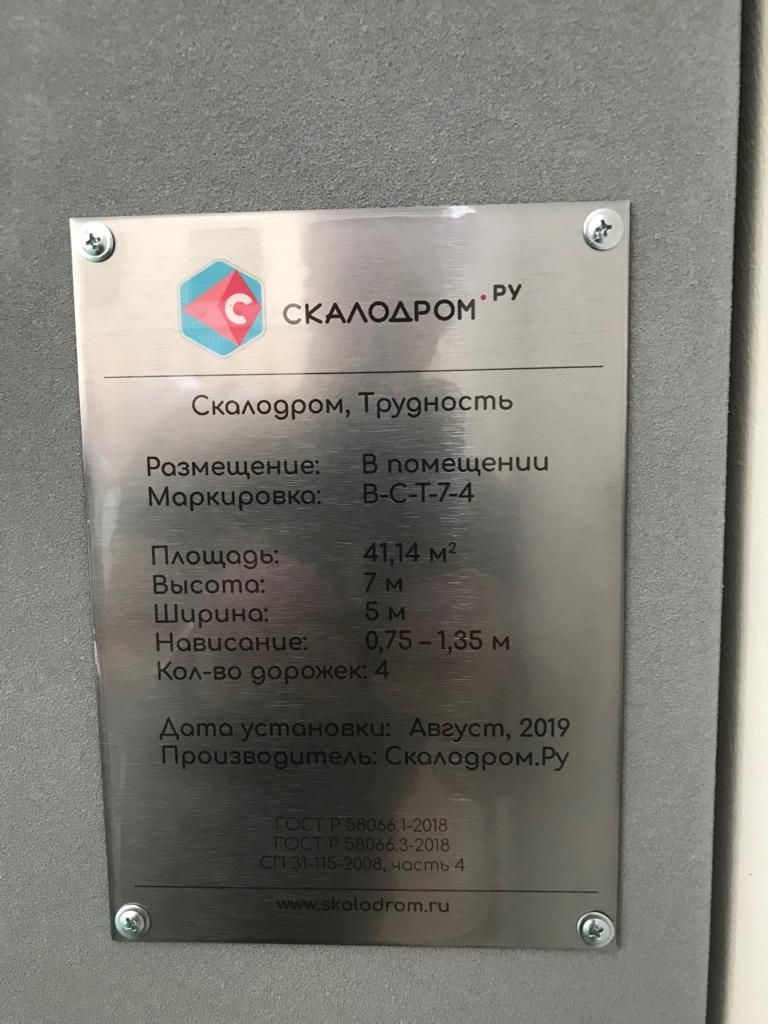 С
СКАЛОДРОМ.РУ
Скалодром, Трудность
Размещение: В помещении
Маркировка: В-С-Т-7-4
Площадь: 41,14 м²
Высота: 7 м
Ширина: 5 м
Нависание: 0,75 – 1,35 м
Кол-во дорожек: 4
Дата установки: Август, 2019
Производитель: Скалодром.Ру
ГОСТ Р 58066.1-2018
ГОСТ Р 58066.3-2018
СП 31-115-2008, часть 4
www.skalodrom.ru